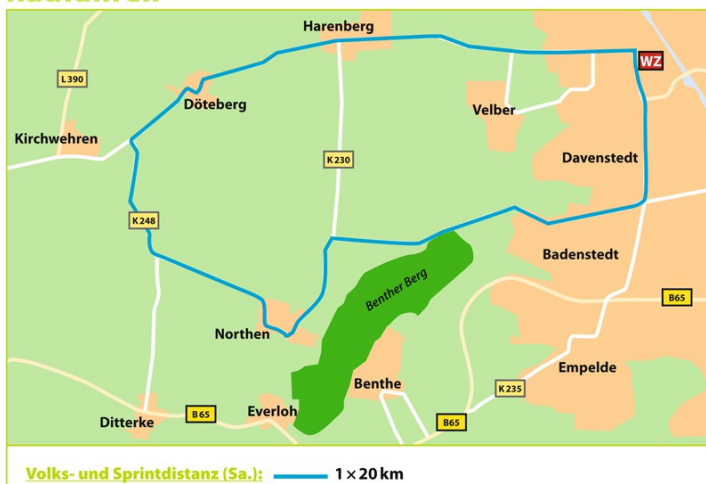 Harenberg
WZ
L390
Döteberg
Velber
Kirchwehren
K230
Davenstedt
K248
Badenstedt
Benther Berg
B65
Northen
Empelde
Benthe
K235
Ditterke
B65
Everloh
B65
Volks- und Sprintdistanz (Sa.): 1 × 20 km